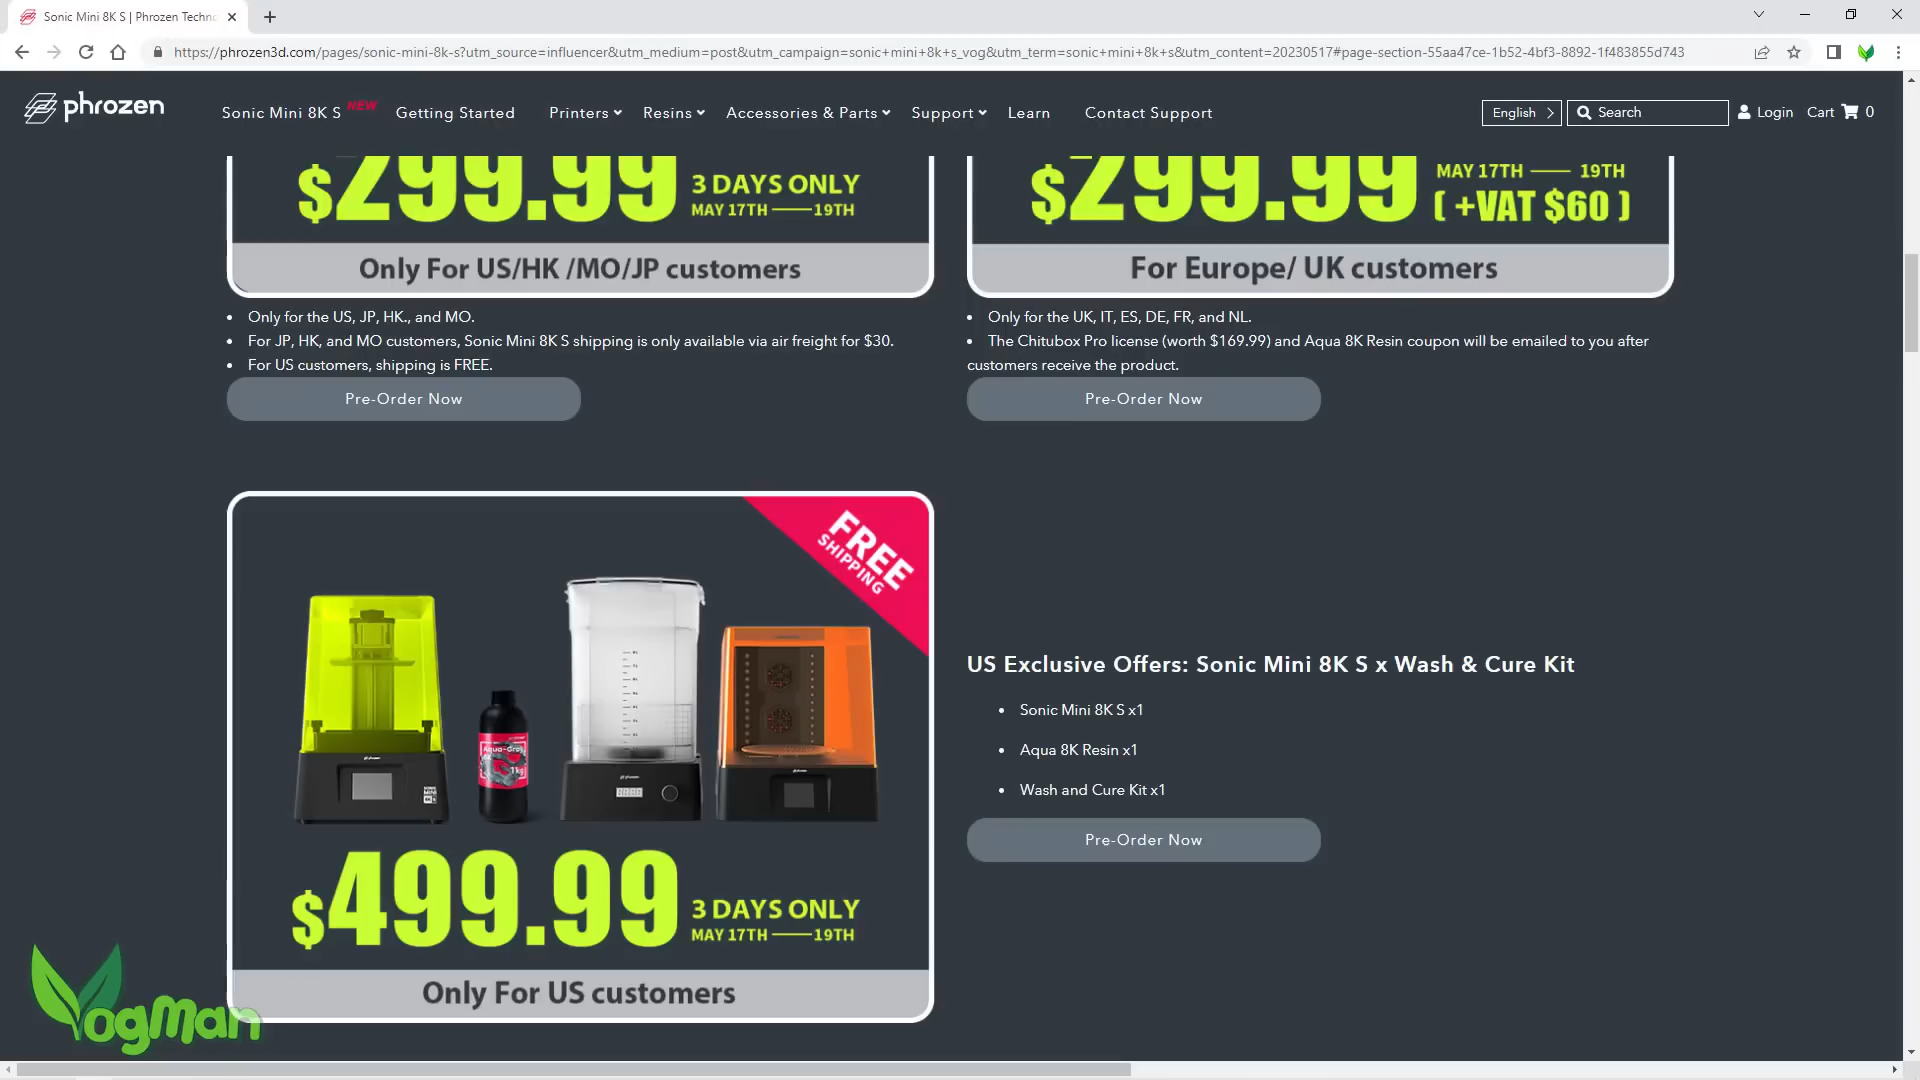 Sonic Mini 8K S | Phrozen Techno
https://phrozen3d.com/pages/sonic-mini-8k-s?utm_source=influencer&utm_medium=post&utm_campaign=sonic+mini+8k+s_vog&utm_term=sonic+mini+8k+s&utm_content=20230517#page-section-55aa47ce-1b52-4bf3-8892-1f483855d743
phrozen
Sonic Mini 8K S NEW Getting Started Printers Resins Accessories & Parts Support Learn Contact Support
English Search Login Cart 0
$299.99 3 DAYS ONLY
MAY 17TH 19TH
Only For US/HK /MO/JP customers
• Only for the US, JP, HK., and MO.
• For JP, HK, and MO customers, Sonic Mini 8K S shipping is only available via air freight for $30.
• For US customers, shipping is FREE.
Pre-Order Now
$299.99 MAY 17TH 19TH
( +VAT $60 )
For Europe/ UK customers
• Only for the UK, IT, ES, DE, FR, and NL.
• The Chitubox Pro license (worth $169.99) and Aqua 8K Resin coupon will be emailed to you after
customers receive the product.
Pre-Order Now
FREE
SHIPPING
phrozen
SONIC
MINI
8K S
Aqua-Gray
1kg
phrozen
phrozen
$499.99 3 DAYS ONLY
MAY 17TH 19TH
Only For US customers
US Exclusive Offers: Sonic Mini 8K S x Wash & Cure Kit
• Sonic Mini 8K S x1
• Aqua 8K Resin x1
• Wash and Cure Kit x1
Pre-Order Now
VogMan